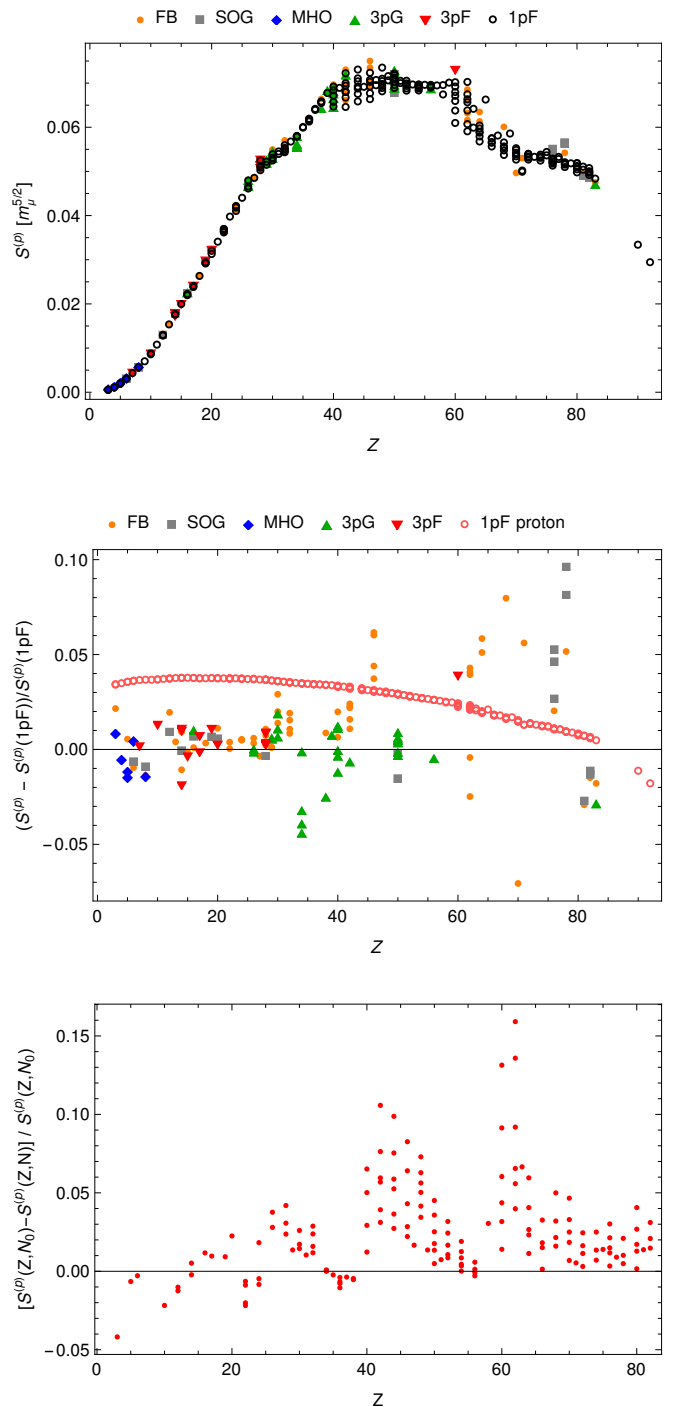 FB SOG MHO 3pG 3pF 1pF
0.06
0.04
0.02
0.00
S^(p) [m_μ^5/2]
0 20 40 60 80
Z
FB SOG MHO 3pG 3pF 1pF proton
0.10
0.05
0.00
-0.05
(S^(p) - S^(p)(1pF))/S^(p)(1pF)
0 20 40 60 80
Z
0.15
0.10
0.05
0.00
-0.05
[S^(p)(Z,N_0)-S^(p)(Z,N)] / S^(p)(Z,N_0)
0 20 40 60 80
Z